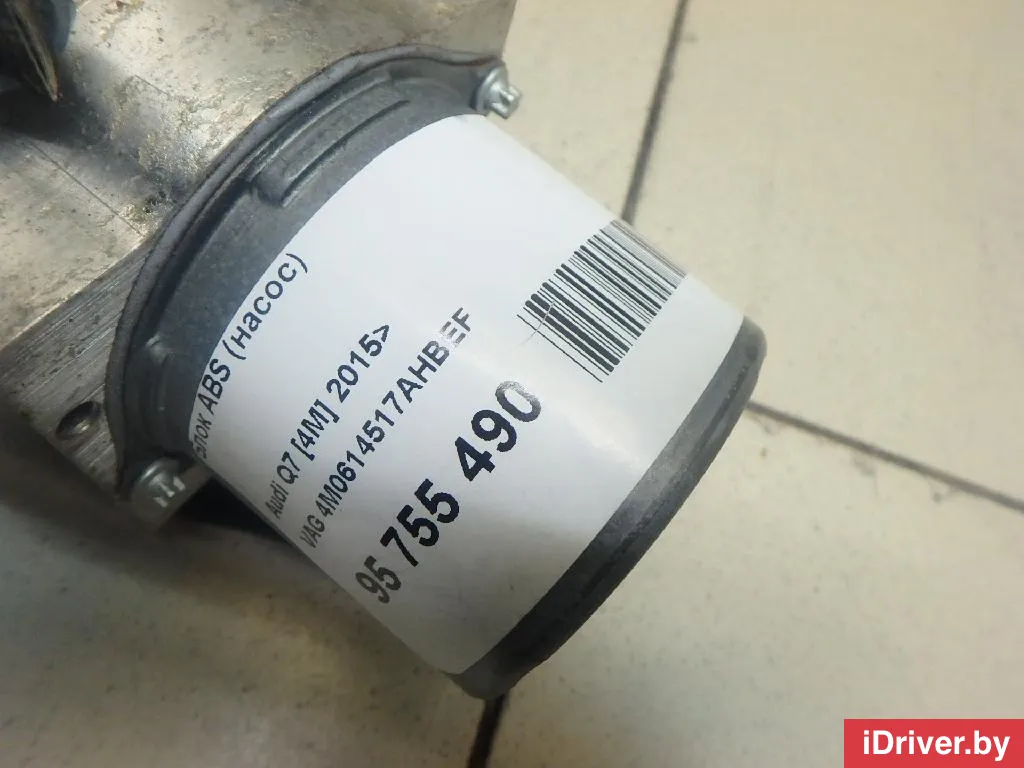 Блок ABS (насос)
Audi Q7 [4M] 2015>
VAG 4M0614517AHBEF
95 755 490
iDriver.by